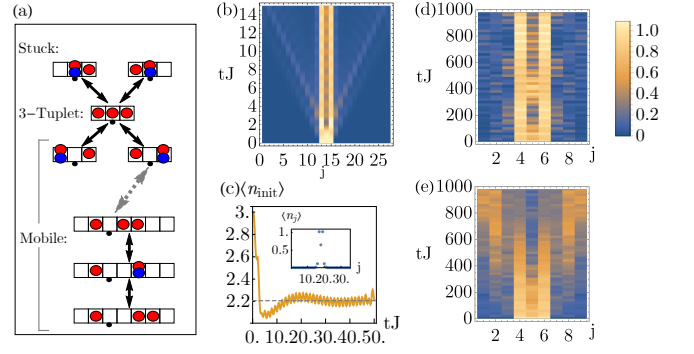 (a)
Stuck:
3-Tuplet:
Mobile:
(b)
tJ
14
12
10
8
6
4
2
0
0 5 10 15 20 25
j
(c) ⟨n_init⟩
3.
2.8
2.6
2.4
2.2
0. 10. 20. 30. 40. 50.
tJ
⟨n_j⟩
1.
0.5
10. 20. 30.
j
(d)
1000
800
600
tJ
400
200
0
2 4 6 8 j
1.0
0.8
0.6
0.4
0.2
0
(e)
1000
800
600
tJ
400
200
0
2 4 6 8 j